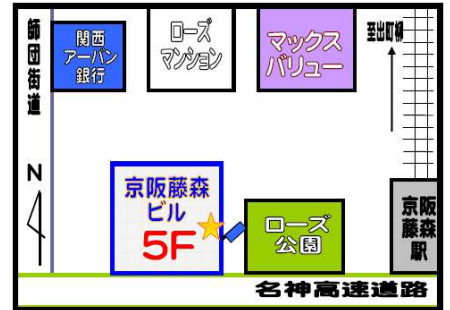 師団街道
関西
アーバン
銀行
ローズ
マンション
マックス
バリュー
至出町柳
N
京阪藤森
ビル
5F
ローズ
公園
京阪
藤森
駅
名神高速道路